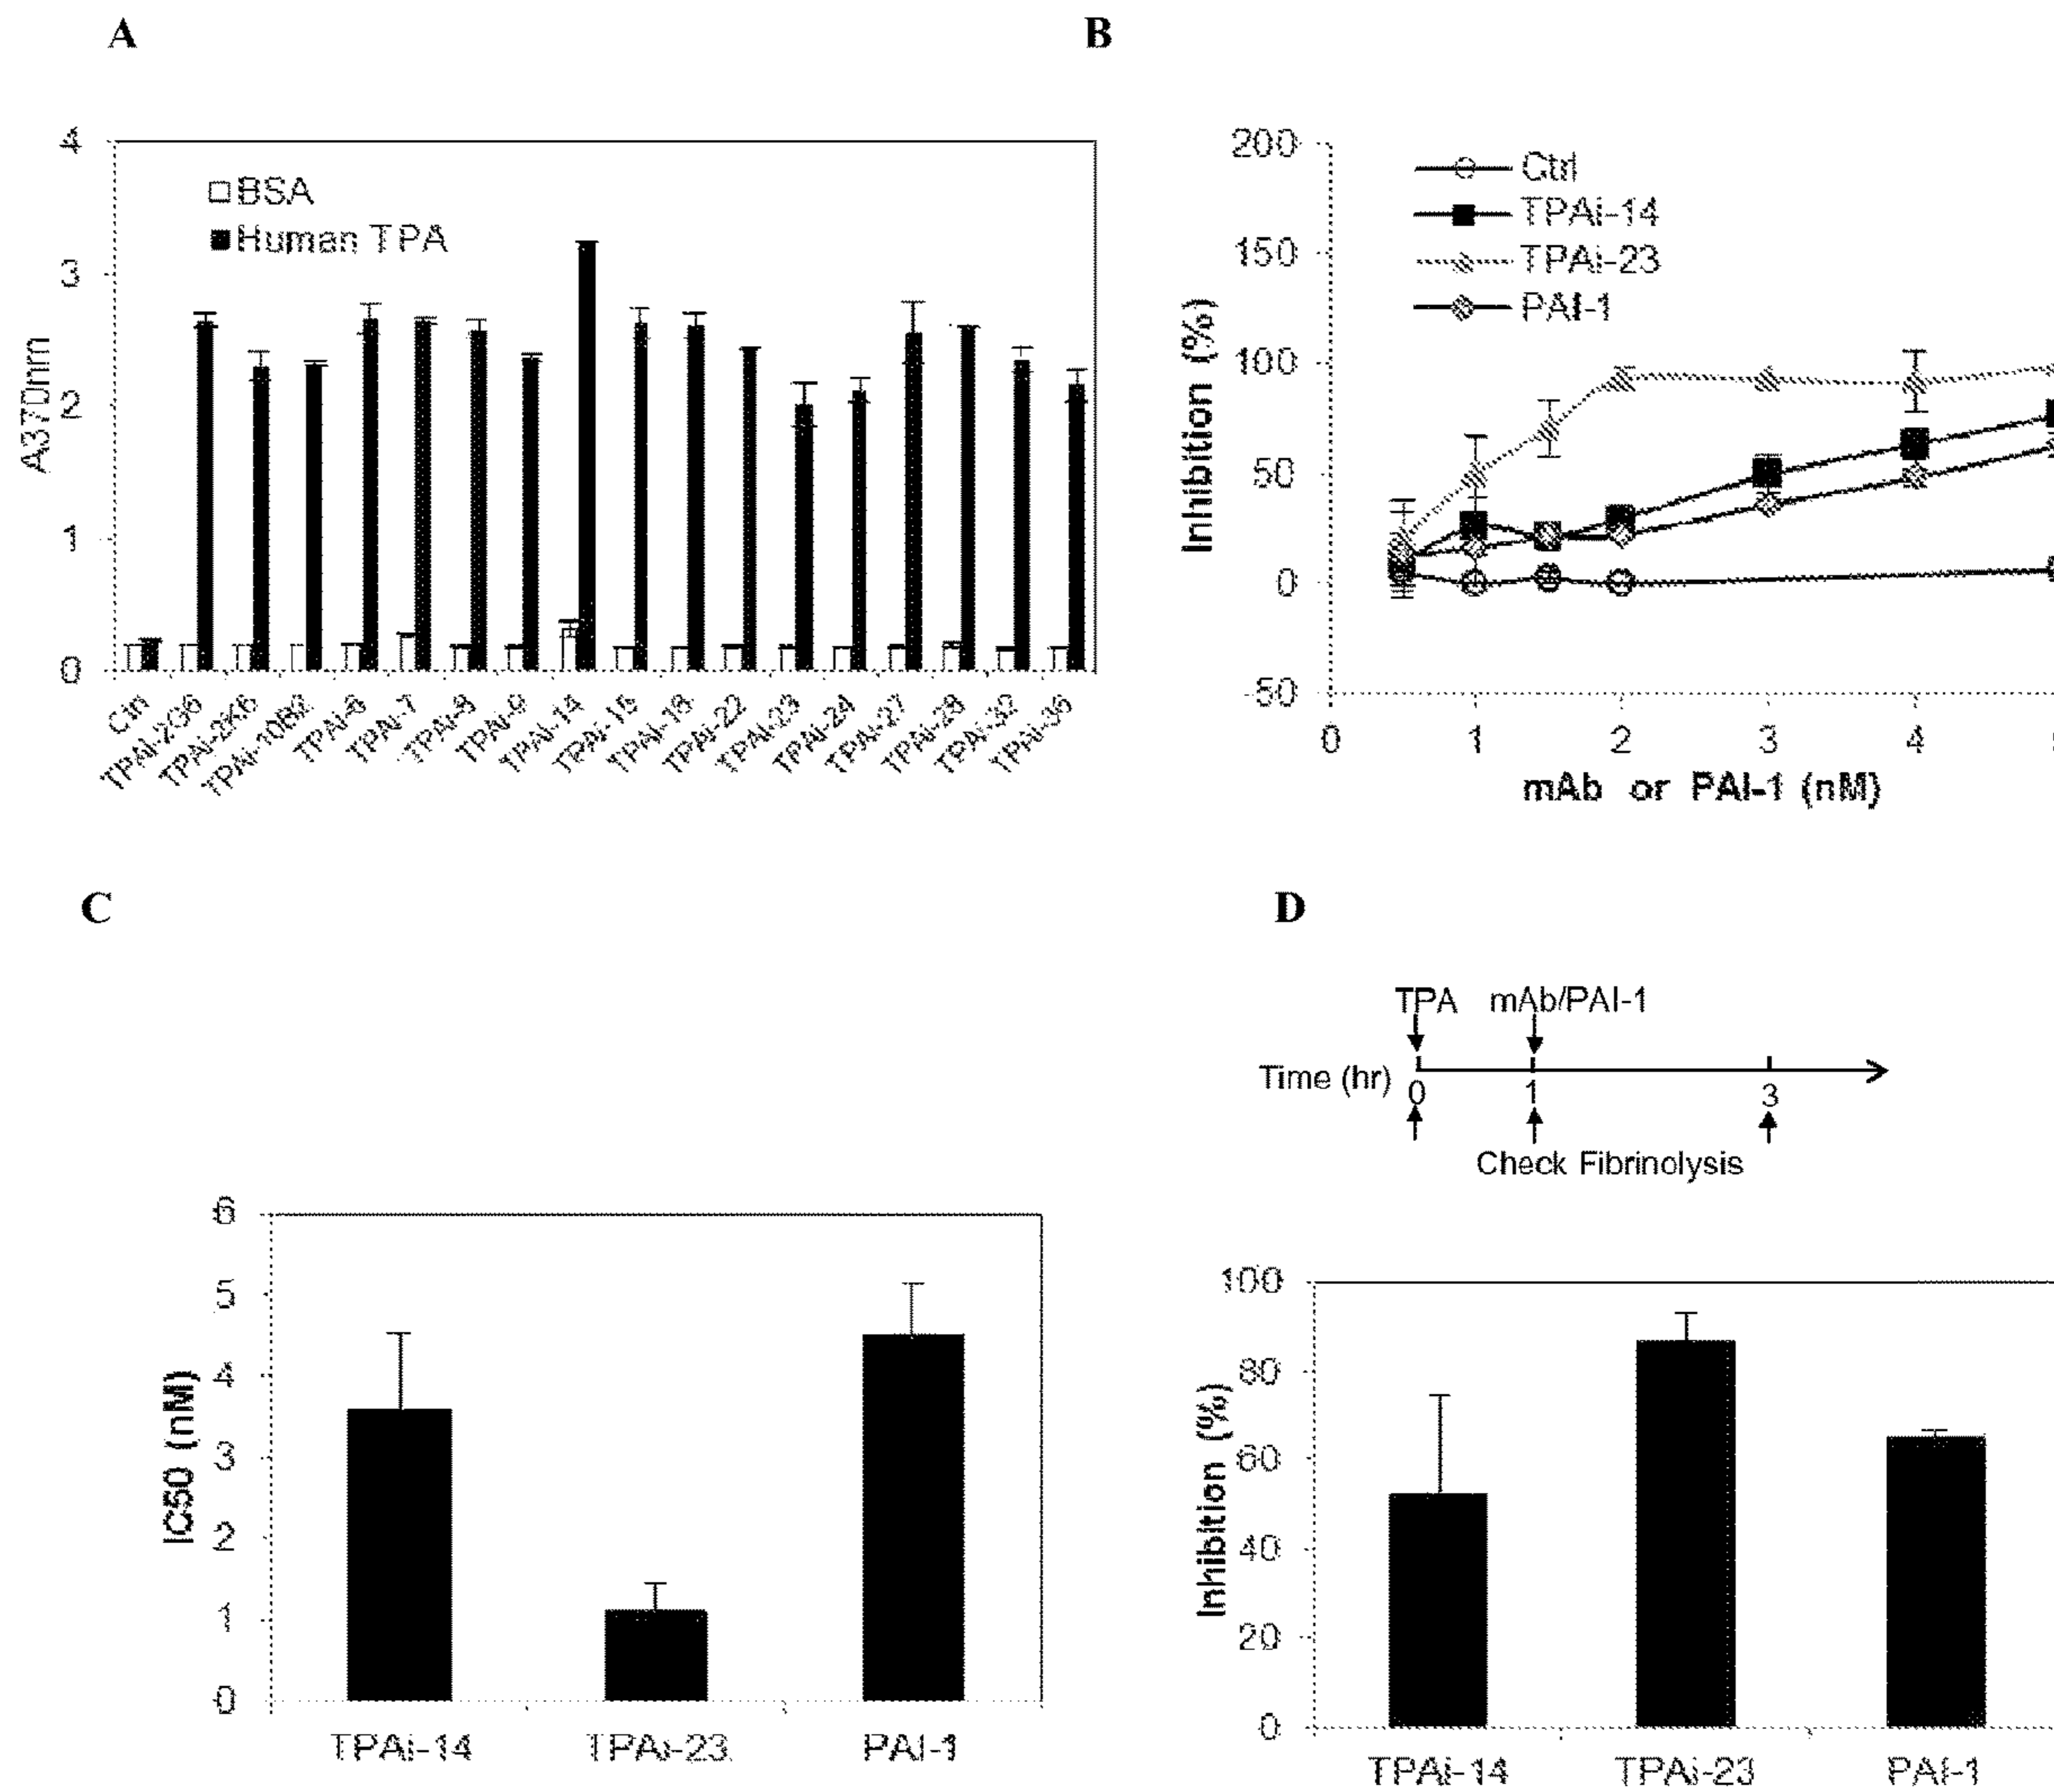 A
4
3
2
1
0
A370nm
BSA
Human TPA
Ctrl
TPAi-2G6
TPAi-2K6
TPAi-10B2
TPAi-6
TPAi-7
TPAi-8
TPAi-9
TPAi-14
TPAi-15
TPAi-18
TPAi-22
TPAi-23
TPAi-24
TPAi-27
TPAi-28
TPAi-32
TPAi-36
B
200
150
100
50
0
-50
Inhibition (%)
Ctrl
TPAi-14
TPAi-23
PAI-1
0 1 2 3 4
mAb or PAI-1 (nM)
C
6
5
4
3
2
1
0
IC50 (nM)
TPAi-14 TPAi-23 PAI-1
D
TPA mAb/PAI-1
Time (hr)
0 1 3
Check Fibrinolysis
100
80
60
40
20
0
Inhibition (%)
TPAi-14 TPAi-23 PAI-1